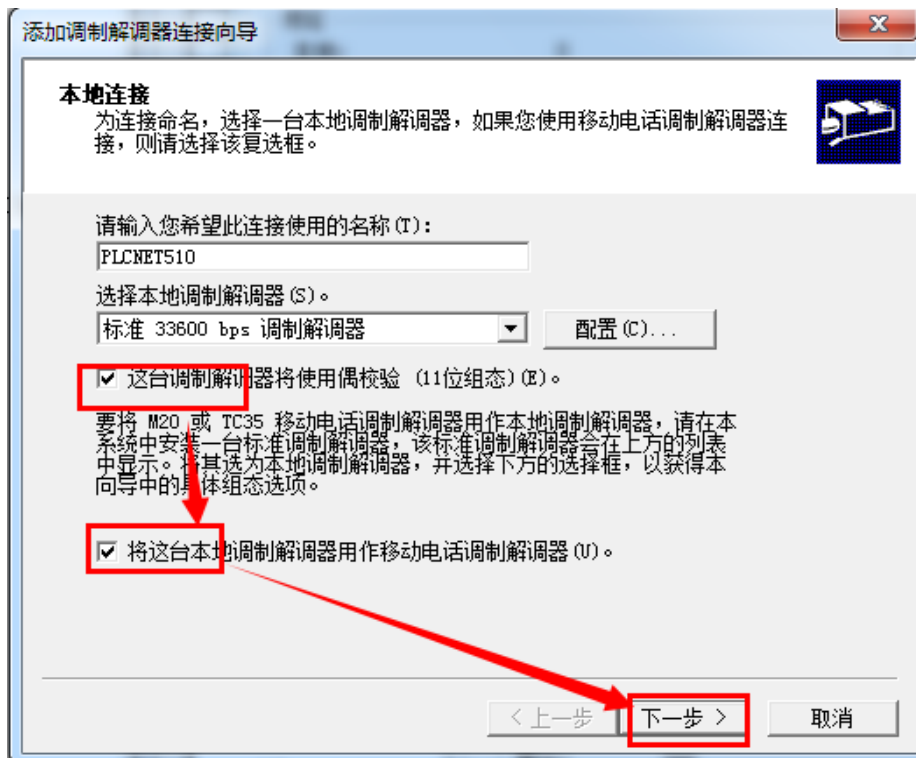 添加调制解调器连接向导
本地连接
为连接命名，选择一台本地调制解调器，如果您使用移动电话调制解调器连
接，则请选择该复选框。
请输入您希望此连接使用的名称(T)：
PLCNET510
选择本地调制解调器(S)。
标准 33600 bps 调制解调器
配置(C)...
这台调制解调器将使用偶校验 (11位组态)(E)。
要将 M20 或 TC35 移动电话调制解调器用作本地调制解调器，请在本
系统中安装一台标准调制解调器，该标准调制解调器会在上方的列表
中显示。将其选为本地调制解调器，并选择下方的选择框，以获得本
向导中的具体组态选项。
将这台本地调制解调器用作移动电话调制解调器(U)。
< 上一步
下一步 >
取消